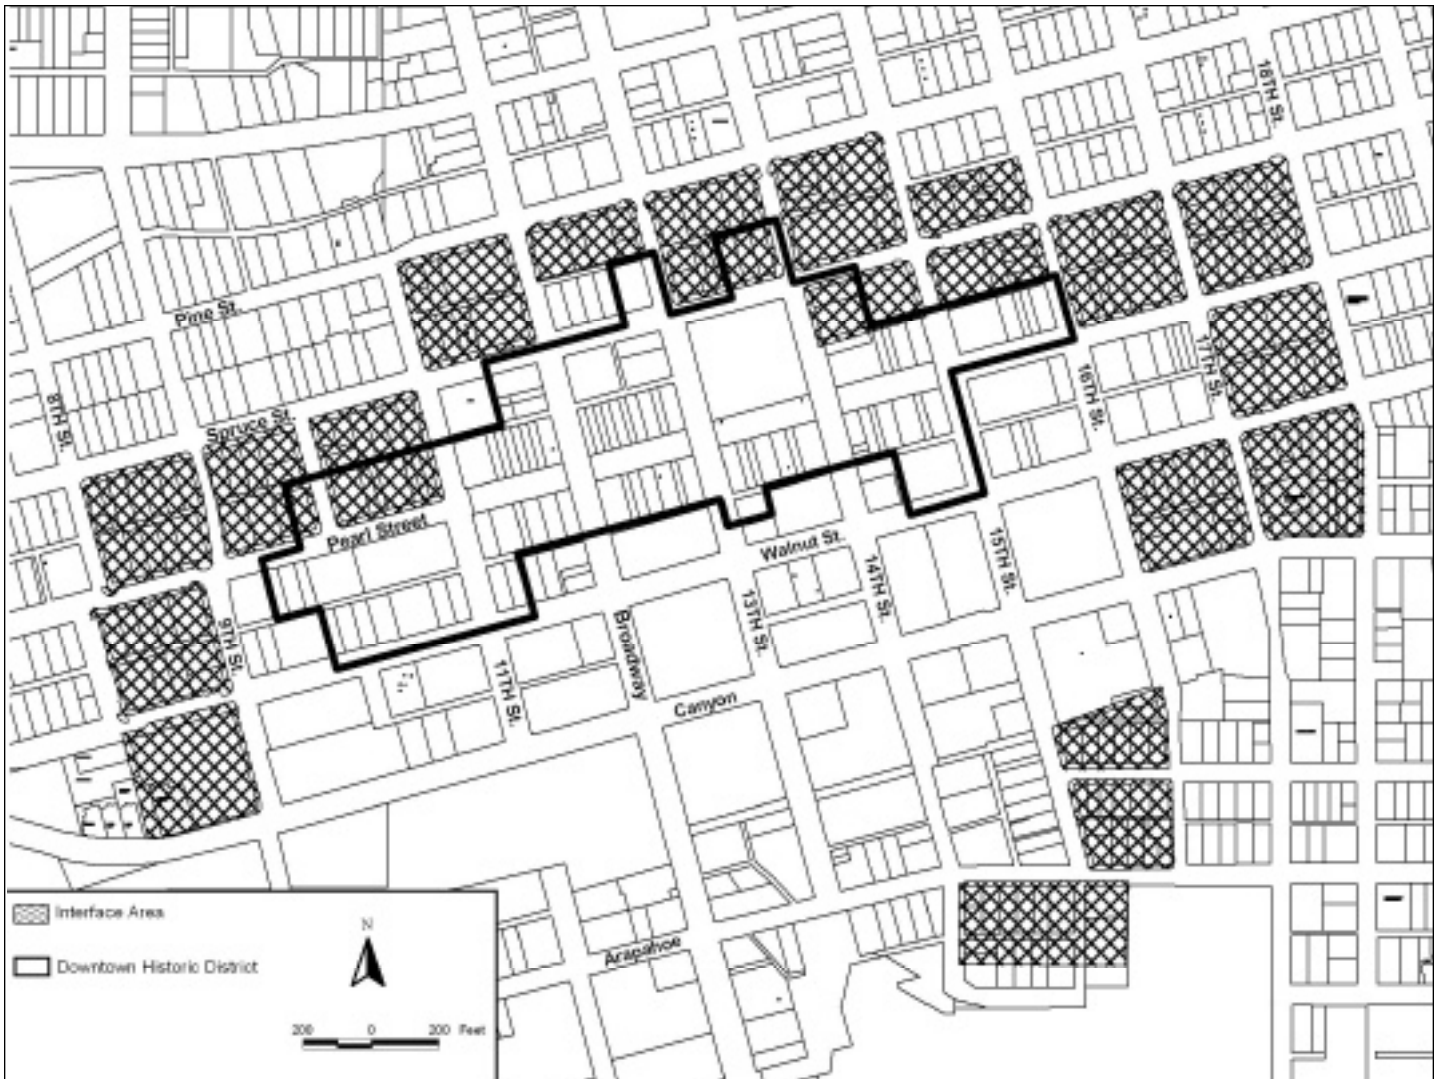 18TH St.
Pine St.
17TH St.
16TH St.
8TH St.
Spruce St.
Pearl Street
Walnut St.
15TH St.
14TH St.
13TH St.
9TH St.
Broadway
11TH St.
Canyon
Arapahoe
Interface Area
N
Downtown Historic District
200 0 200 Feet